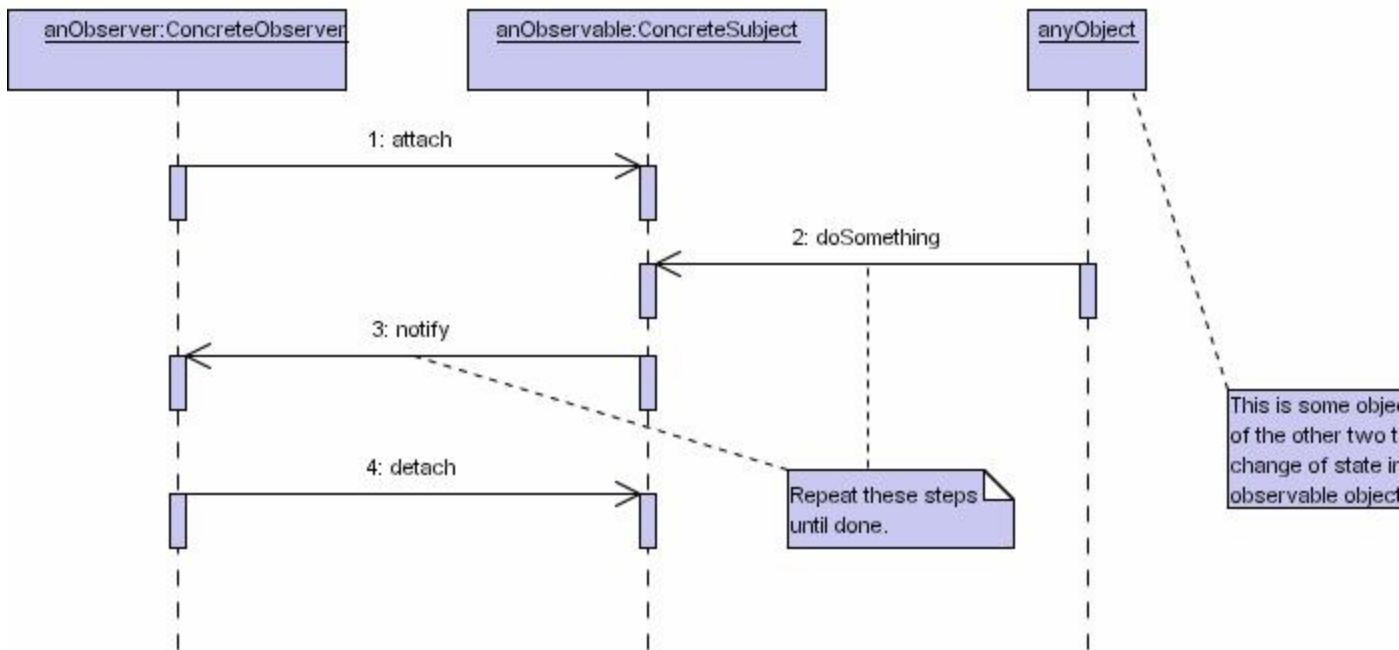 anObserver:ConcreteObserver
anObservable:ConcreteSubject
anyObject
1: attach
2: doSomething
3: notify
4: detach
Repeat these steps
until done.
This is some
of the other two
change of state
observable object